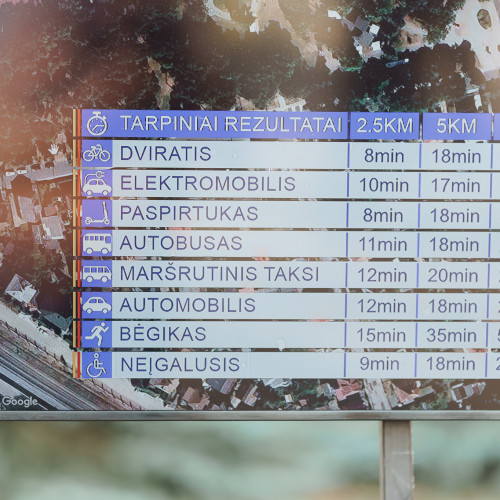 TARPINIAI REZULTATAI 2.5KM 5KM
DVIRATIS 8min 18min
ELEKTROMOBILIS 10min 17min
PASPIRTUKAS 8min 18min
AUTOBUSAS 11min 18min
MARŠRUTINIS TAKSI 12min 20min
AUTOMOBILIS 12min 18min
BĖGIKAS 15min 35min
NEĮGALUSIS 9min 18min
Google